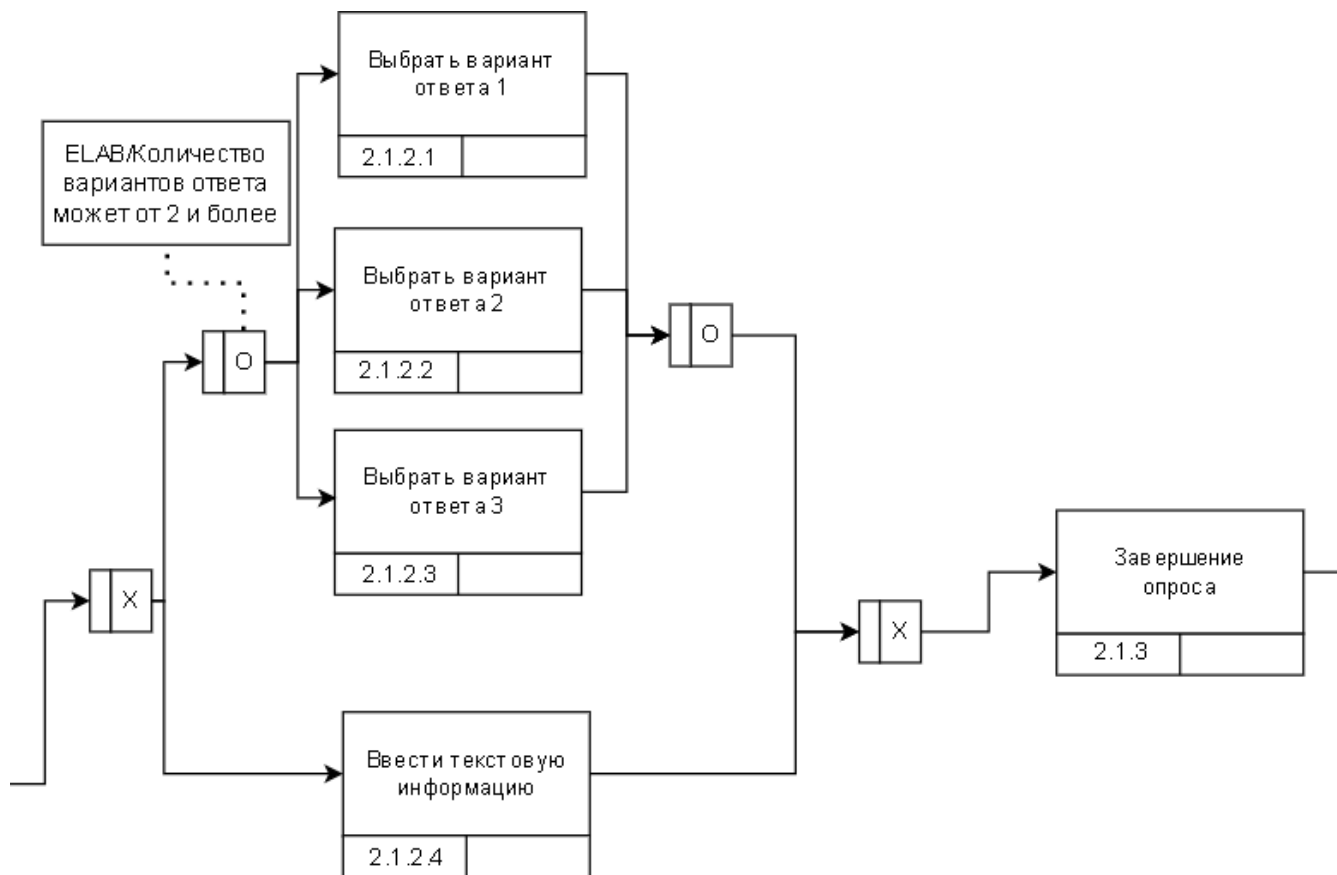 Выбрать вариант
ответа 1
2.1.2.1
ELAB/Количество
вариантов ответа
может от 2 и более
Выбрать вариант
ответа 2
2.1.2.2
O
O
Выбрать вариант
ответа 3
2.1.2.3
X
X
Завершение
опроса
2.1.3
Ввести текстовую
информацию
2.1.2.4